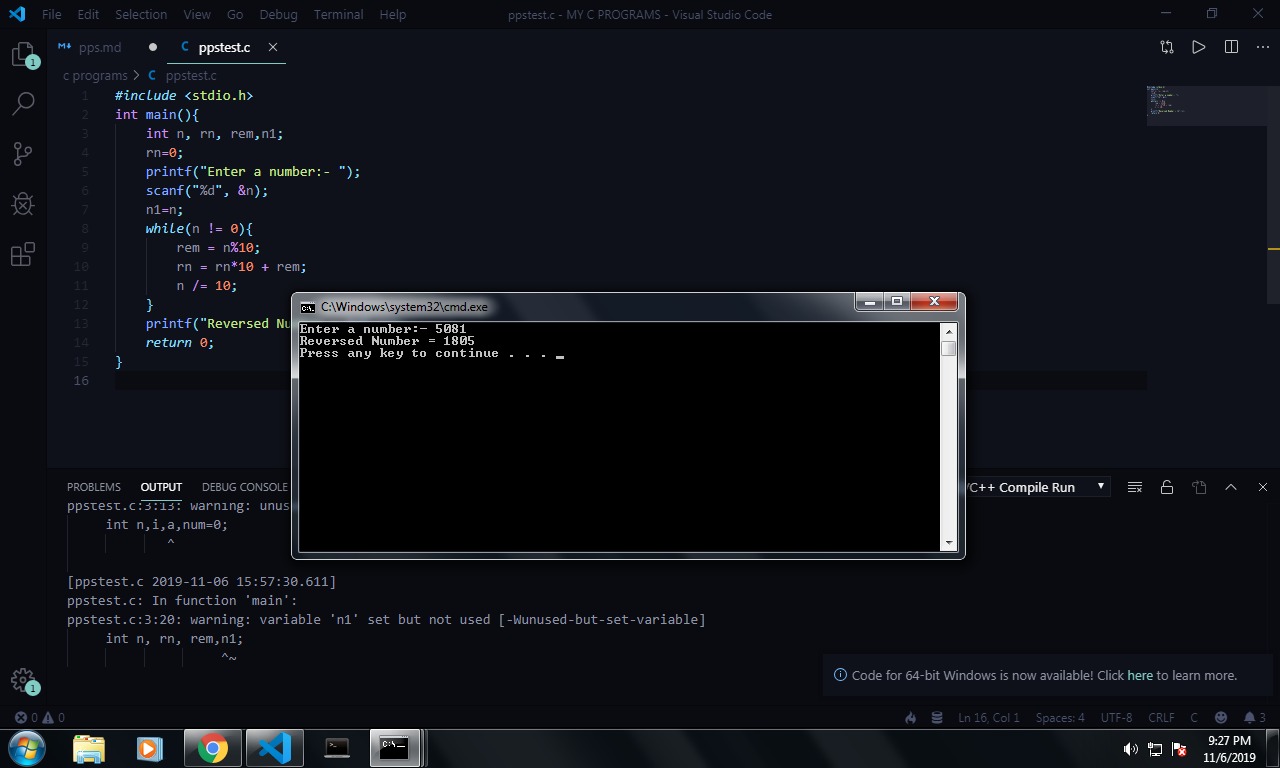 File Edit Selection View Go Debug Terminal Help ppstest.c - MY C PROGRAMS - Visual Studio Code
pps.md ppstest.c
c programs > C ppstest.c
1 #include <stdio.h>
2 int main(){
3 int n, rn, rem,n1;
4 rn=0;
5 printf("Enter a number:- ");
6 scanf("%d", &n);
7 n1=n;
8 while(n != 0){
9 rem = n%10;
10 rn = rn*10 + rem;
11 n /= 10;
12 }
13 printf("Reversed Nu
14 return 0;
15 }
16
C:\Windows\system32\cmd.exe
Enter a number:- 5081
Reversed Number = 1805
Press any key to continue . . . _
PROBLEMS OUTPUT DEBUG CONSOLE /C++ Compile Run
ppstest.c:3:13: warning: unus
int n,i,a,num=0;
^
[ppstest.c 2019-11-06 15:57:30.611]
ppstest.c: In function 'main':
ppstest.c:3:20: warning: variable 'n1' set but not used [-Wunused-but-set-variable]
int n, rn, rem,n1;
^~
Code for 64-bit Windows is now available! Click here to learn more.
0 0 Ln 16, Col 1 Spaces: 4 UTF-8 CRLF C 3
9:27 PM
11/6/2019